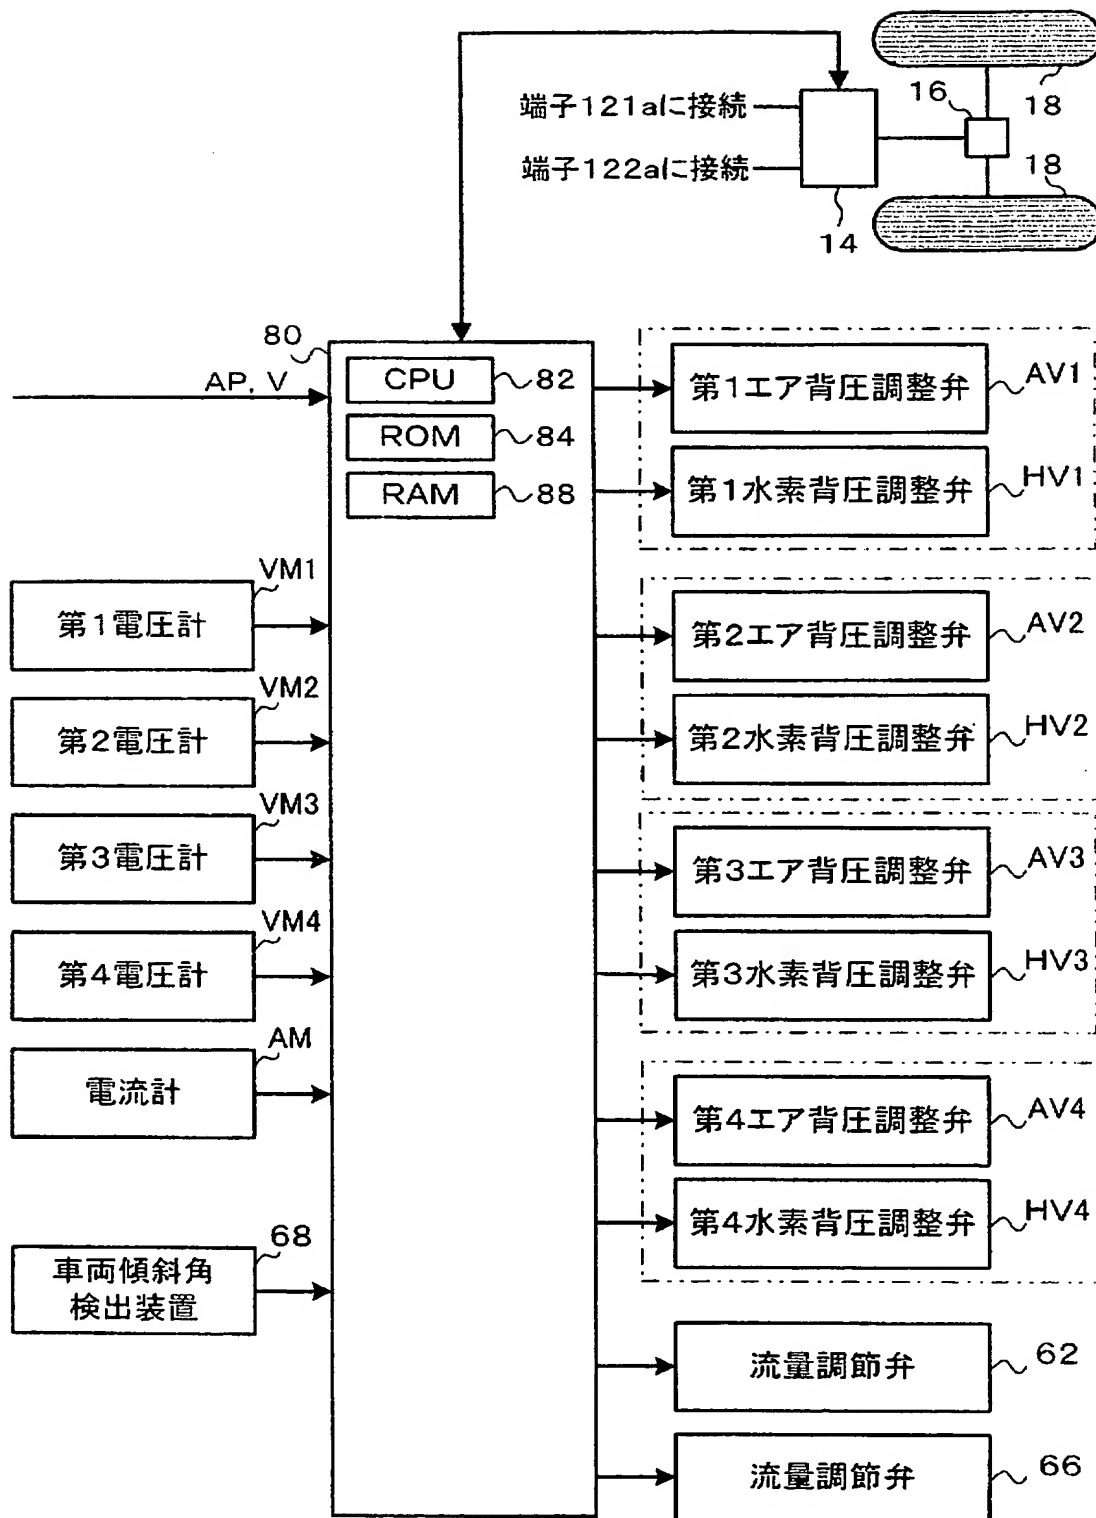 端子121aに接続
端子122aに接続
14
16
18
18
80
AP, V
CPU
82
ROM
84
RAM
88
VM1
第1電圧計
VM2
第2電圧計
VM3
第3電圧計
VM4
第4電圧計
AM
電流計
68
車両傾斜角
検出装置
第1エア背圧調整弁
AV1
第1水素背圧調整弁
HV1
第2エア背圧調整弁
AV2
第2水素背圧調整弁
HV2
第3エア背圧調整弁
AV3
第3水素背圧調整弁
HV3
第4エア背圧調整弁
AV4
第4水素背圧調整弁
HV4
流量調節弁
62
流量調節弁
66